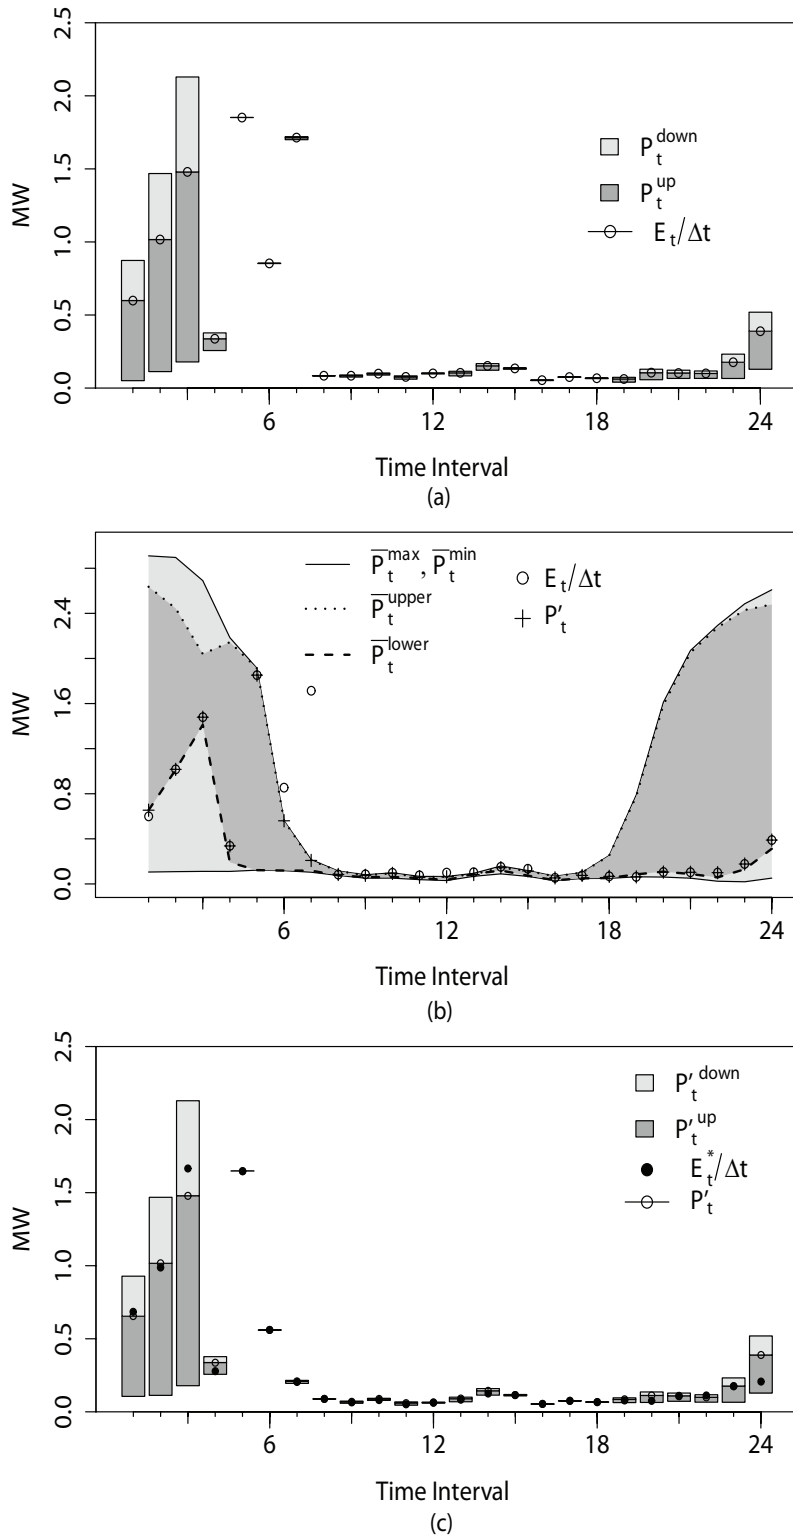 2.5
2.0
1.5
1.0
0.5
0.0
MW
P_t^down
P_t^up
E_t/Δt
6 12 18 24
Time Interval
(a)
2.4
1.6
0.8
0.0
MW
P̅_t^max, P̅_t^min
P̅_t^upper
P̅_t^lower
E_t/Δt
P'_t
6 12 18 24
Time Interval
(b)
2.5
2.0
1.5
1.0
0.5
0.0
MW
P'_t^down
P'_t^up
E_t^*/Δt
P'_t
6 12 18 24
Time Interval
(c)